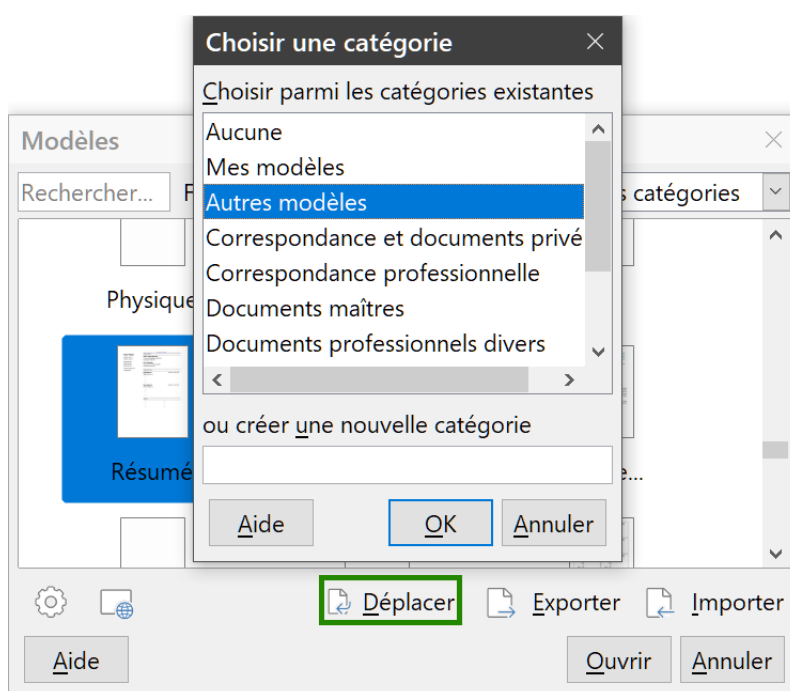 Choisir une catégorie
Choisir parmi les catégories existantes
Aucune
Mes modèles
Autres modèles
Correspondance et documents privé
Correspondance professionnelle
Documents maîtres
Documents professionnels divers
ou créer une nouvelle catégorie
Aide OK Annuler
Modèles
Rechercher... catégories
Physique
Résumé
Déplacer Exporter Importer
Aide Ouvrir Annuler